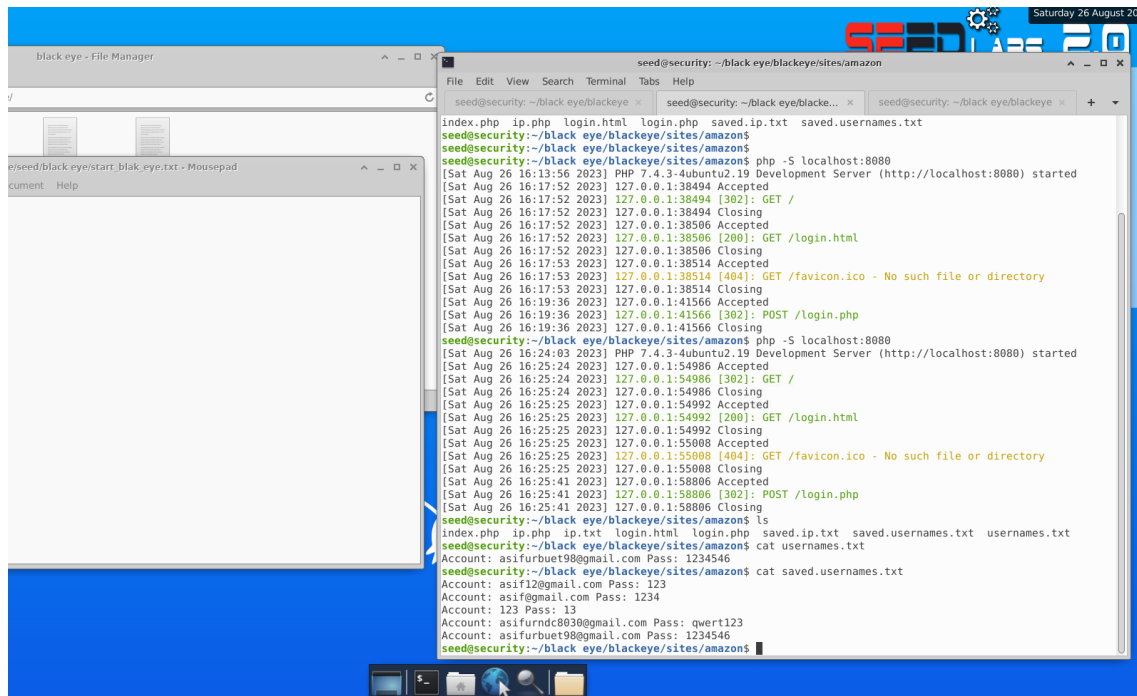 Saturday 26 August 20
SEED LABS 2.0
black eye - File Manager
e/seed/black eye/start_blak_eye.txt - Mousepad
cument Help
seed@security: ~/black eye/blackeye/sites/amazon
File Edit View Search Terminal Tabs Help
seed@security: ~/black eye/blackeye × seed@security: ~/black eye/blacke... × seed@security: ~/black eye/blackeye ×
index.php ip.php login.html login.php saved.ip.txt saved.usernames.txt
seed@security:~/black eye/blackeye/sites/amazon$
seed@security:~/black eye/blackeye/sites/amazon$
seed@security:~/black eye/blackeye/sites/amazon$ php -S localhost:8080
[Sat Aug 26 16:13:56 2023] PHP 7.4.3-4ubuntu2.19 Development Server (http://localhost:8080) started
[Sat Aug 26 16:17:52 2023] 127.0.0.1:38494 Accepted
[Sat Aug 26 16:17:52 2023] 127.0.0.1:38494 [302]: GET /
[Sat Aug 26 16:17:52 2023] 127.0.0.1:38494 Closing
[Sat Aug 26 16:17:52 2023] 127.0.0.1:38506 Accepted
[Sat Aug 26 16:17:52 2023] 127.0.0.1:38506 [200]: GET /login.html
[Sat Aug 26 16:17:52 2023] 127.0.0.1:38506 Closing
[Sat Aug 26 16:17:53 2023] 127.0.0.1:38514 Accepted
[Sat Aug 26 16:17:53 2023] 127.0.0.1:38514 [404]: GET /favicon.ico - No such file or directory
[Sat Aug 26 16:17:53 2023] 127.0.0.1:38514 Closing
[Sat Aug 26 16:19:36 2023] 127.0.0.1:41566 Accepted
[Sat Aug 26 16:19:36 2023] 127.0.0.1:41566 [302]: POST /login.php
[Sat Aug 26 16:19:36 2023] 127.0.0.1:41566 Closing
seed@security:~/black eye/blackeye/sites/amazon$ php -S localhost:8080
[Sat Aug 26 16:24:03 2023] PHP 7.4.3-4ubuntu2.19 Development Server (http://localhost:8080) started
[Sat Aug 26 16:25:24 2023] 127.0.0.1:54986 Accepted
[Sat Aug 26 16:25:24 2023] 127.0.0.1:54986 [302]: GET /
[Sat Aug 26 16:25:24 2023] 127.0.0.1:54986 Closing
[Sat Aug 26 16:25:25 2023] 127.0.0.1:54992 Accepted
[Sat Aug 26 16:25:25 2023] 127.0.0.1:54992 [200]: GET /login.html
[Sat Aug 26 16:25:25 2023] 127.0.0.1:54992 Closing
[Sat Aug 26 16:25:25 2023] 127.0.0.1:55008 Accepted
[Sat Aug 26 16:25:25 2023] 127.0.0.1:55008 [404]: GET /favicon.ico - No such file or directory
[Sat Aug 26 16:25:25 2023] 127.0.0.1:55008 Closing
[Sat Aug 26 16:25:41 2023] 127.0.0.1:58806 Accepted
[Sat Aug 26 16:25:41 2023] 127.0.0.1:58806 [302]: POST /login.php
[Sat Aug 26 16:25:41 2023] 127.0.0.1:58806 Closing
seed@security:~/black eye/blackeye/sites/amazon$ ls
index.php ip.php ip.txt login.html login.php saved.ip.txt saved.usernames.txt usernames.txt
seed@security:~/black eye/blackeye/sites/amazon$ cat usernames.txt
Account: asifurbuet98@gmail.com Pass: 1234546
seed@security:~/black eye/blackeye/sites/amazon$ cat saved.usernames.txt
Account: asif12@gmail.com Pass: 123
Account: asif@gmail.com Pass: 1234
Account: 123 Pass: 13
Account: asifurndc8030@gmail.com Pass: qwert123
Account: asifurbuet98@gmail.com Pass: 1234546
seed@security:~/black eye/blackeye/sites/amazon$